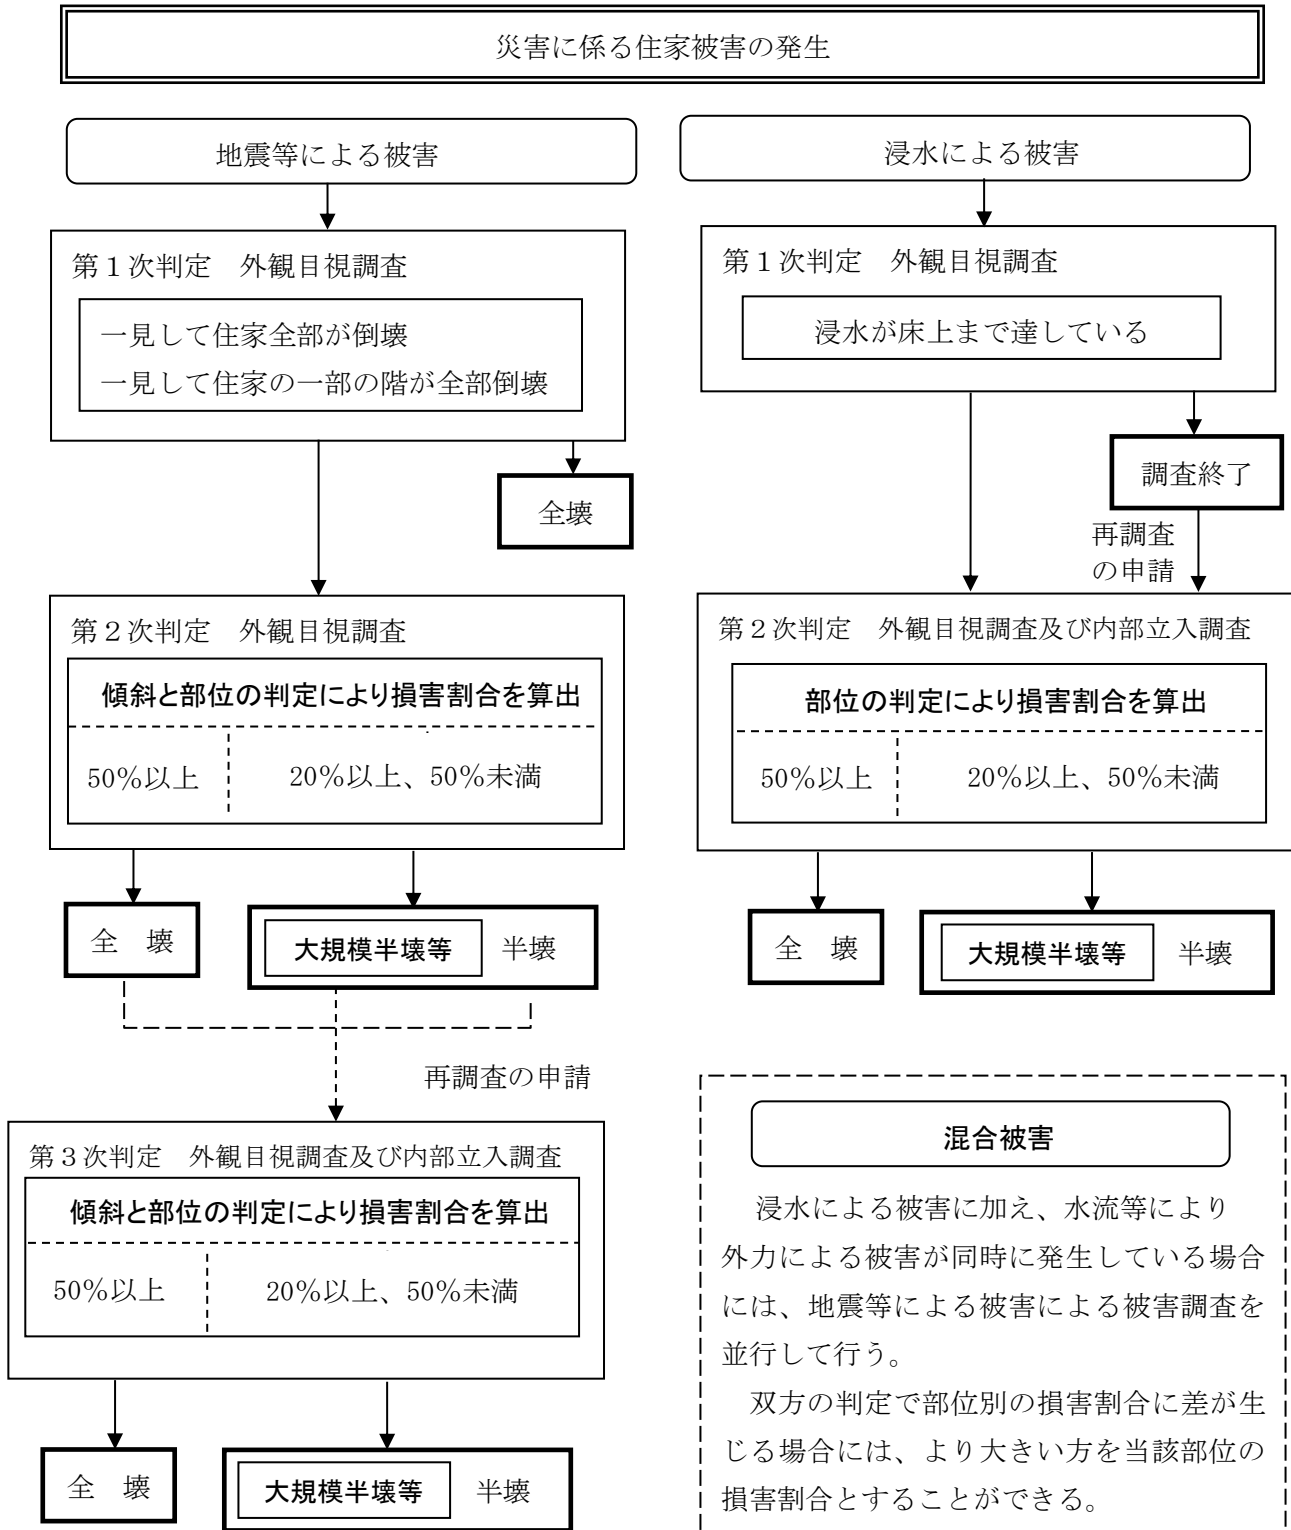 災害に係る住家被害の発生
地震等による被害
第１次判定　外観目視調査
一見して住家全部が倒壊
一見して住家の一部の階が全部倒壊
全壊
第２次判定　外観目視調査
傾斜と部位の判定により損害割合を算出
50％以上
20％以上、50％未満
全　壊
大規模半壊等
半壊
再調査の申請
第３次判定　外観目視調査及び内部立入調査
傾斜と部位の判定により損害割合を算出
50％以上
20％以上、50％未満
全　壊
大規模半壊等
半壊
浸水による被害
第１次判定　外観目視調査
浸水が床上まで達している
調査終了
再調査
の申請
第２次判定　外観目視調査及び内部立入調査
部位の判定により損害割合を算出
50％以上
20％以上、50％未満
全　壊
大規模半壊等
半壊
混合被害
浸水による被害に加え、水流等により
外力による被害が同時に発生している場合
には、地震等による被害による被害調査を
並行して行う。
双方の判定で部位別の損害割合に差が生
じる場合には、より大きい方を当該部位の
損害割合とすることができる。